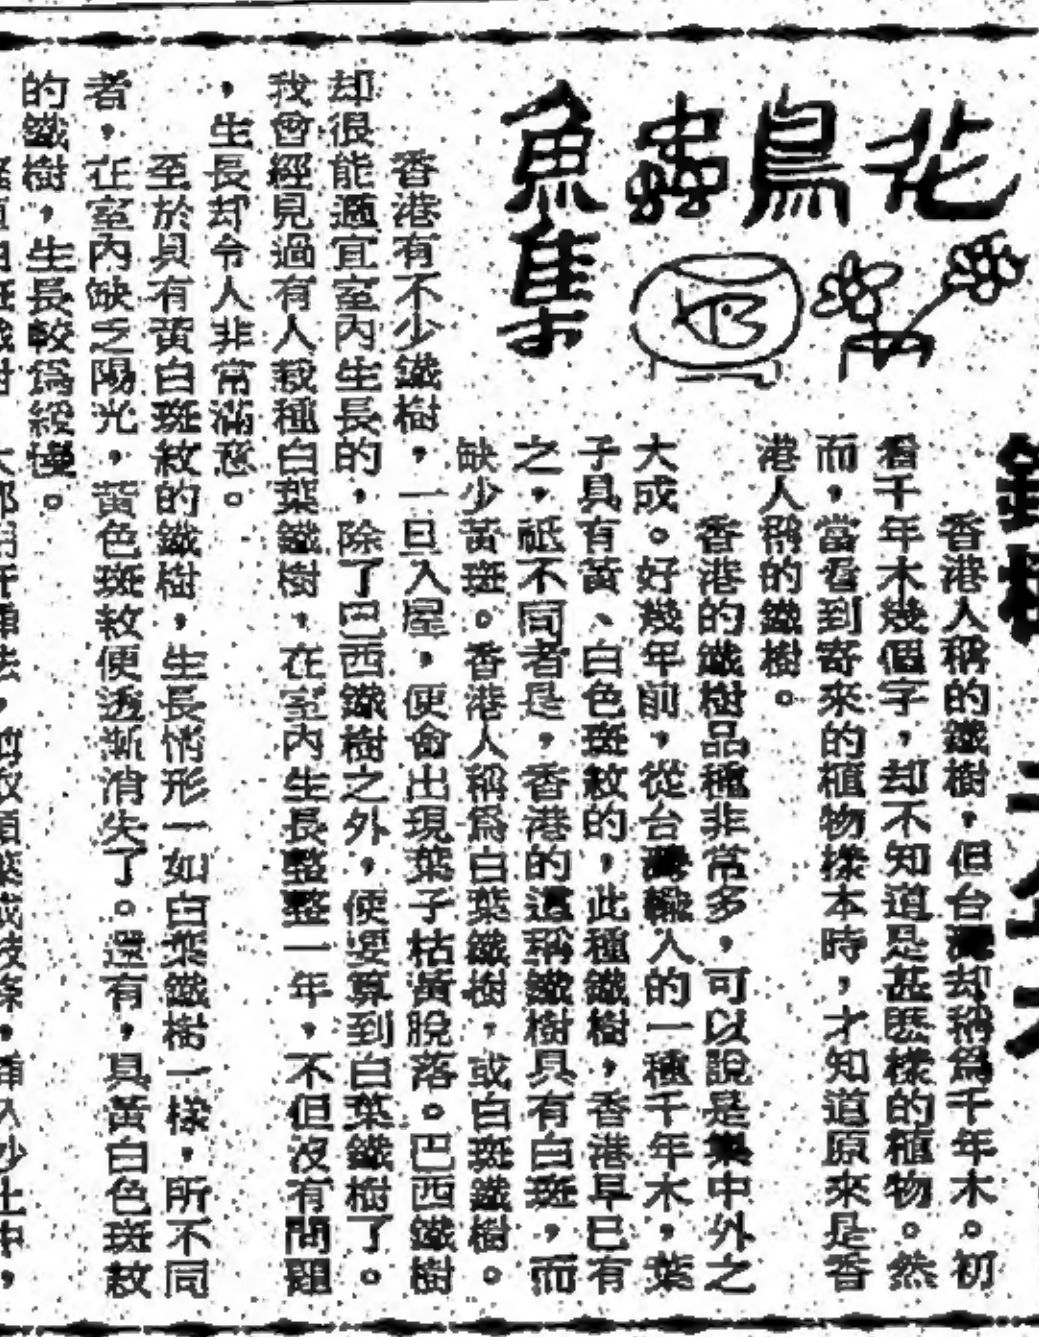 花鳥蟲
魚集
香港人稱的鐵樹，但台灣却稱爲千年木。初
看千年木幾個字，却不知道是甚麽樣的植物。然
而，當看到寄來的植物樣本時，才知道原來是香
港人稱的鐵樹。
香港的鐵樹品種非常多，可以說是集中外之
大成。好幾年前，從台灣輸入的一種千年木，葉
子具有黃、白色斑紋的，此種鐵樹，香港早已有
之，祇不同者是，香港的這稱鐵樹具有白斑，而
缺少黃斑。香港人稱爲白葉鐵樹，或白斑鐵樹。
香港有不少鐵樹，一旦入屋，便會出現葉子枯黃脫落。巴西鐵樹
却很能適宜室內生長的，除了巴西鐵樹之外，便要算到白葉鐵樹了。
我曾經見過有人栽種白葉鐵樹，在室內生長整整一年，不但沒有問題
，生長却令人非常滿意。
至於具有黃白斑紋的鐵樹，生長情形一如白葉鐵樹一樣，所不同
者，在室內缺乏陽光，黃色斑紋便逐漸消失了。還有，具黃白色斑紋
的鐵樹，生長較爲緩慢。